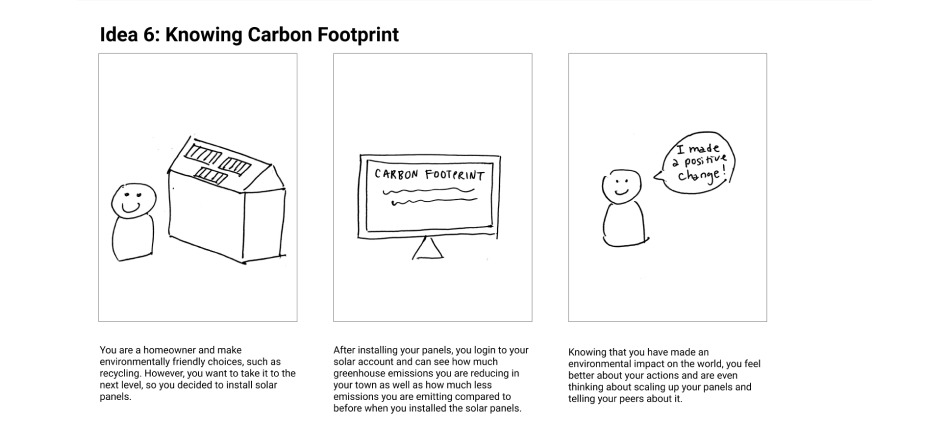 Idea 6: Knowing Carbon Footprint
CARBON FOOTPRINT
I made
a positive
change!
You are a homeowner and make
environmentally friendly choices, such as
recycling. However, you want to take it to the
next level, so you decided to install solar
panels.
After installing your panels, you login to your
solar account and can see how much
greenhouse emissions you are reducing in
your town as well as how much less
emissions you are emitting compared to
before when you installed the solar panels.
Knowing that you have made an
environmental impact on the world, you feel
better about your actions and are even
thinking about scaling up your panels and
telling your peers about it.